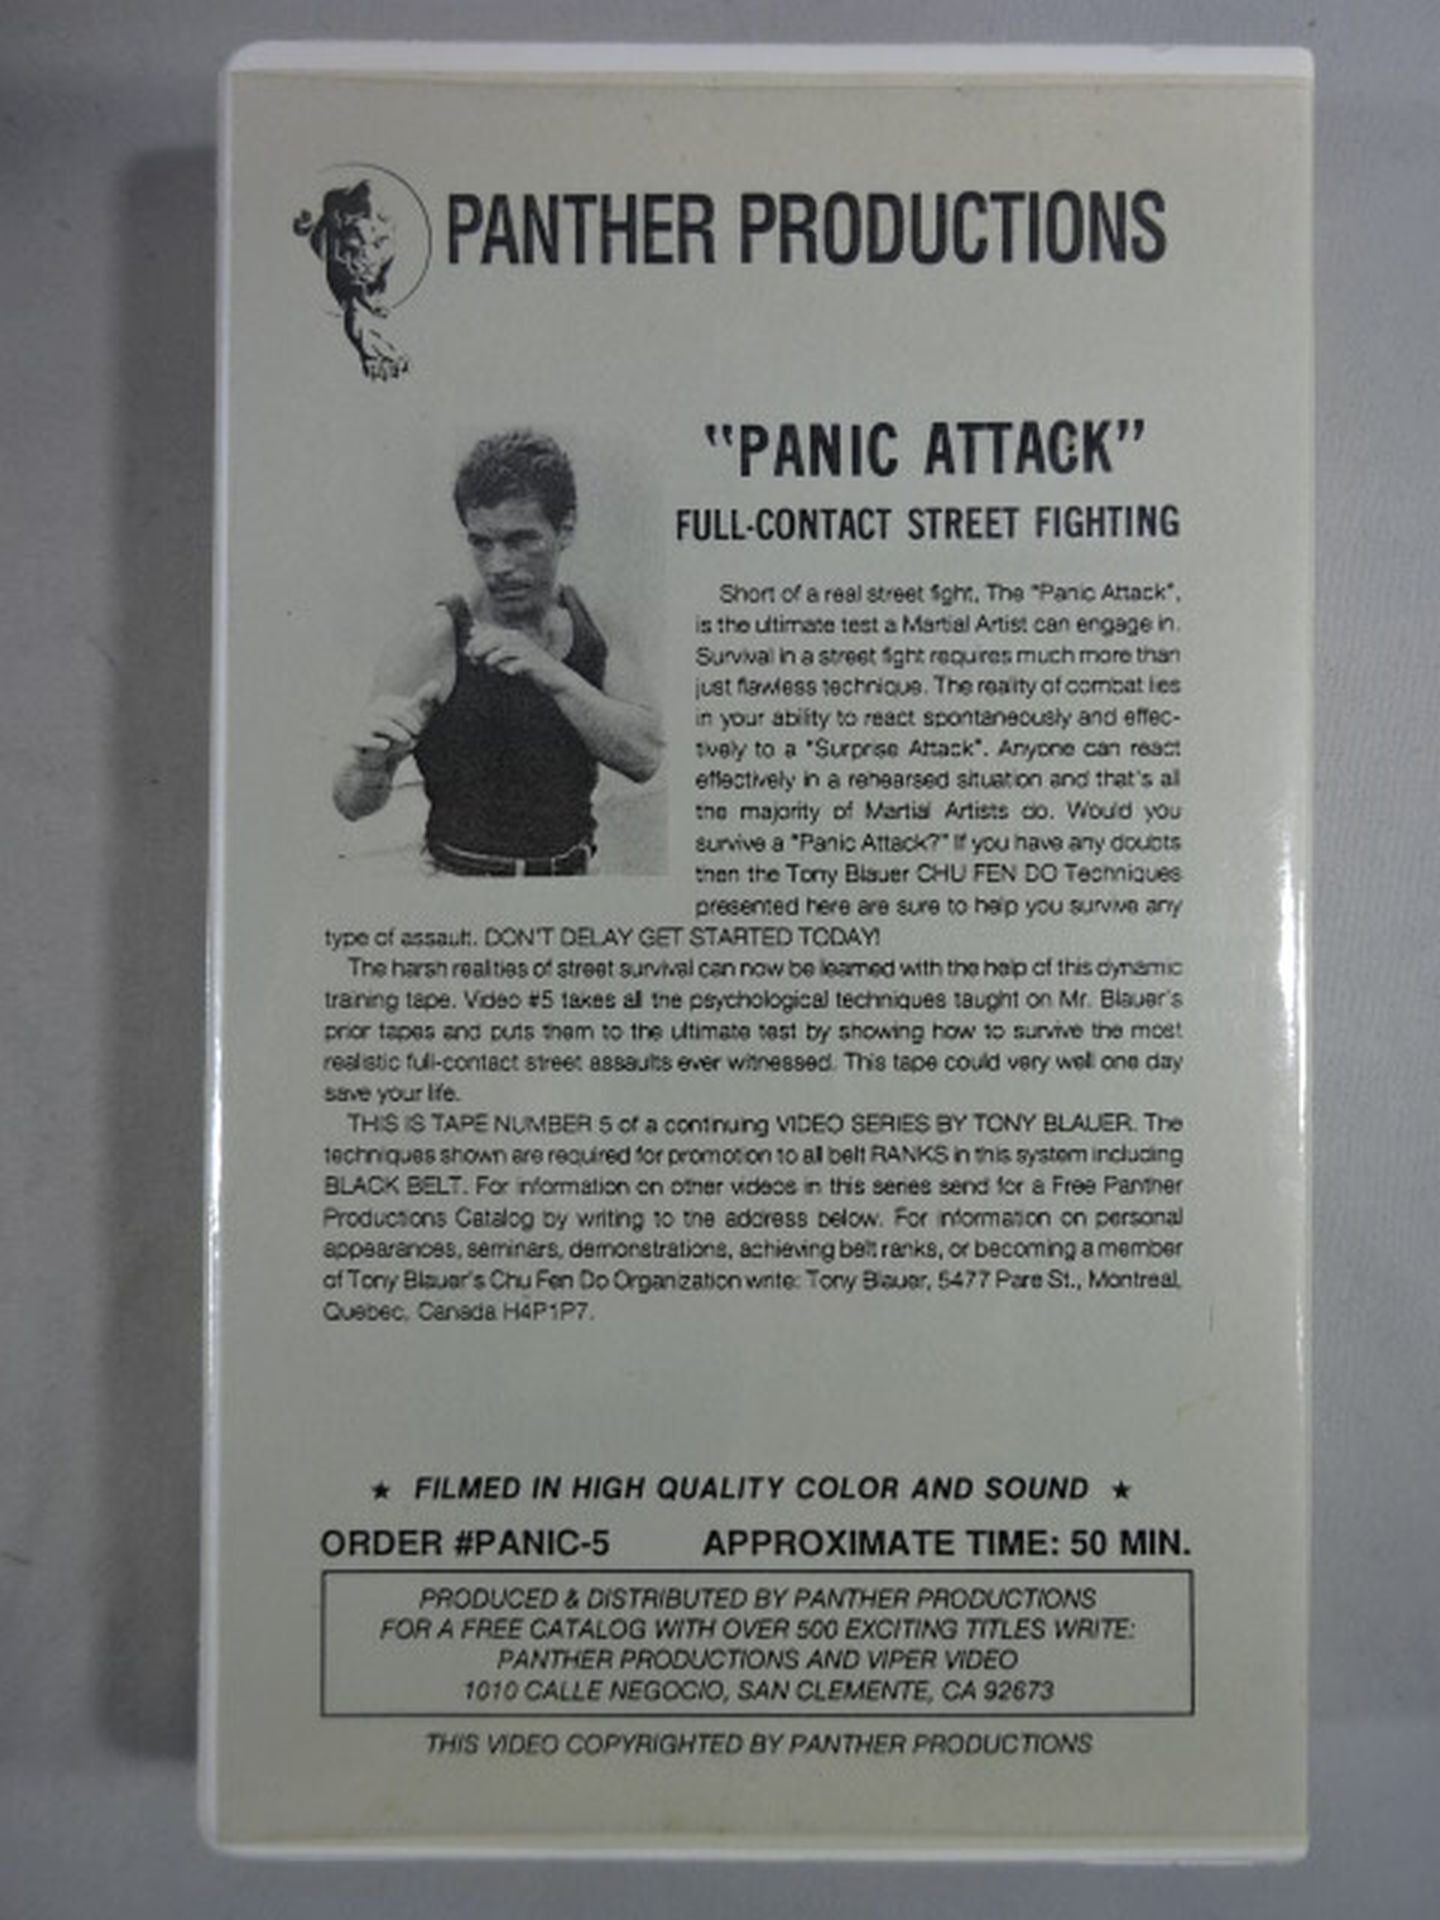 PANTHER PRODUCTIONS
"PANIC ATTACK"
FULL-CONTACT STREET FIGHTING
Short of a real street fight, The "Panic Attack",
is the ultimate test a Martial Artist can engage in.
Survival in a street fight requires much more than
just flawless technique. The reality of combat lies
in your ability to react spontaneously and effec-
tively to a "Surprise Attack". Anyone can react
effectively in a rehearsed situation and that's all
the majority of Martial Artists do. Would you
survive a "Panic Attack?" If you have any doubts
then the Tony Blauer CHU FEN DO Techniques
presented here are sure to help you survive any
type of assault. DON'T DELAY GET STARTED TODAY!
The harsh realities of street survival can now be learned with the help of this dynamic
training tape. Video #5 takes all the psychological techniques taught on Mr. Blauer's
prior tapes and puts them to the ultimate test by showing how to survive the most
realistic full-contact street assaults ever witnessed. This tape could very well one day
save your life.
THIS IS TAPE NUMBER 5 of a continuing VIDEO SERIES BY TONY BLAUER. The
techniques shown are required for promotion to all belt RANKS in this system including
BLACK BELT. For information on other videos in this series send for a Free Panther
Productions Catalog by writing to the address below. For information on personal
appearances, seminars, demonstrations, achieving belt ranks, or becoming a member
of Tony Blauer's Chu Fen Do Organization write: Tony Blauer, 5477 Pare St., Montreal,
Quebec, Canada H4P1P7.
★ FILMED IN HIGH QUALITY COLOR AND SOUND ★
ORDER #PANIC-5 APPROXIMATE TIME: 50 MIN.
PRODUCED & DISTRIBUTED BY PANTHER PRODUCTIONS
FOR A FREE CATALOG WITH OVER 500 EXCITING TITLES WRITE:
PANTHER PRODUCTIONS AND VIPER VIDEO
1010 CALLE NEGOCIO, SAN CLEMENTE, CA 92673
THIS VIDEO COPYRIGHTED BY PANTHER PRODUCTIONS